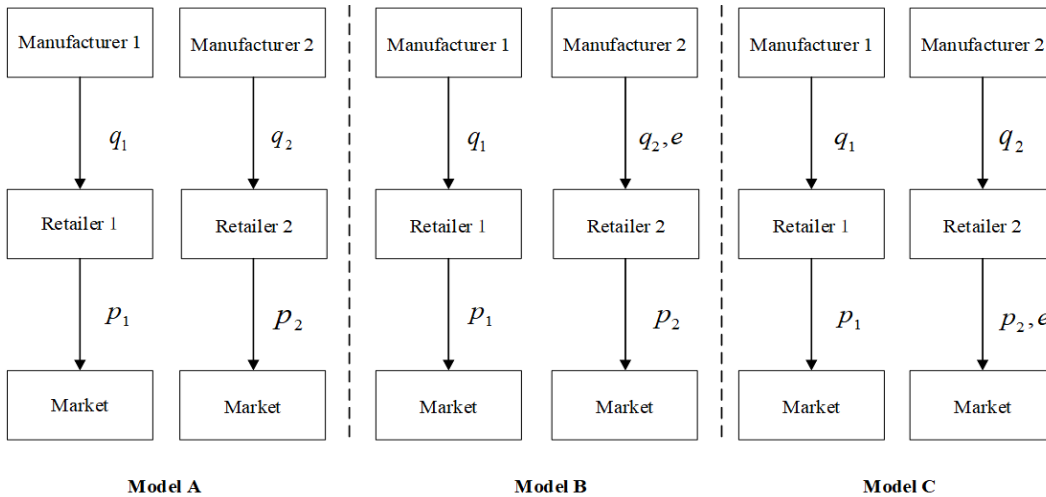 Manufacturer 1
Manufacturer 2
Manufacturer 1
Manufacturer 2
Manufacturer 1
Manufacturer 2
q₁
q₂
q₁
q₂, e
q₁
q₂
Retailer 1
Retailer 2
Retailer 1
Retailer 2
Retailer 1
Retailer 2
p₁
p₂
p₁
p₂
p₁
p₂, e
Market
Market
Market
Market
Market
Market
Model A
Model B
Model C